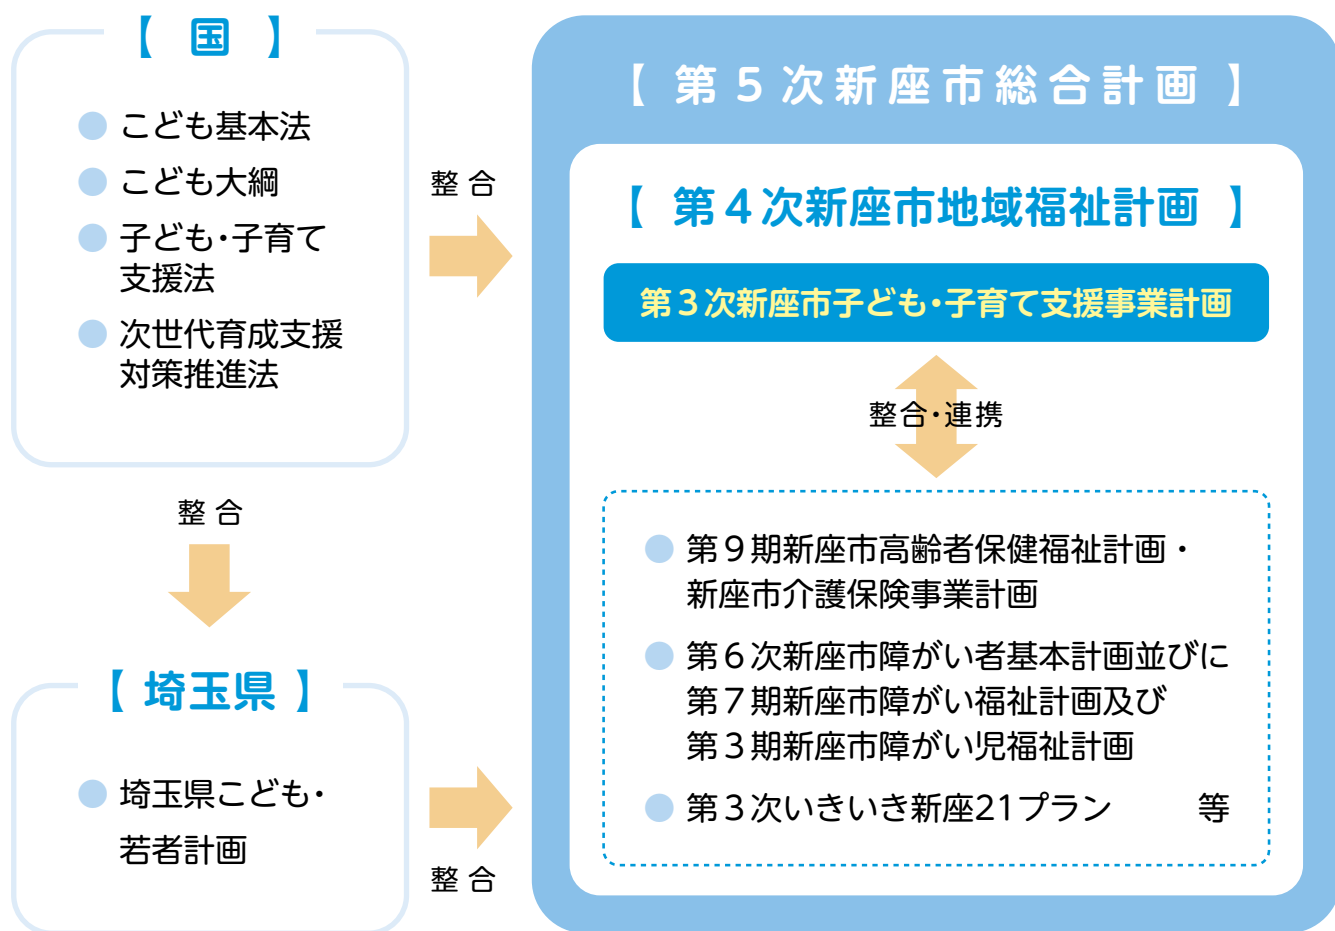 【 国 】
こども基本法
こども大綱
子ども・子育て
支援法
次世代育成支援
対策推進法
整 合
整 合
【 埼玉県 】
埼玉県こども・
若者計画
整 合
【 第５次新座市総合計画 】
【 第４次新座市地域福祉計画 】
第３次新座市子ども・子育て支援事業計画
整合・連携
第９期新座市高齢者保健福祉計画・
新座市介護保険事業計画
第６次新座市障がい者基本計画並びに
第７期新座市障がい福祉計画及び
第３期新座市障がい児福祉計画
第３次いきいき新座21プラン 等